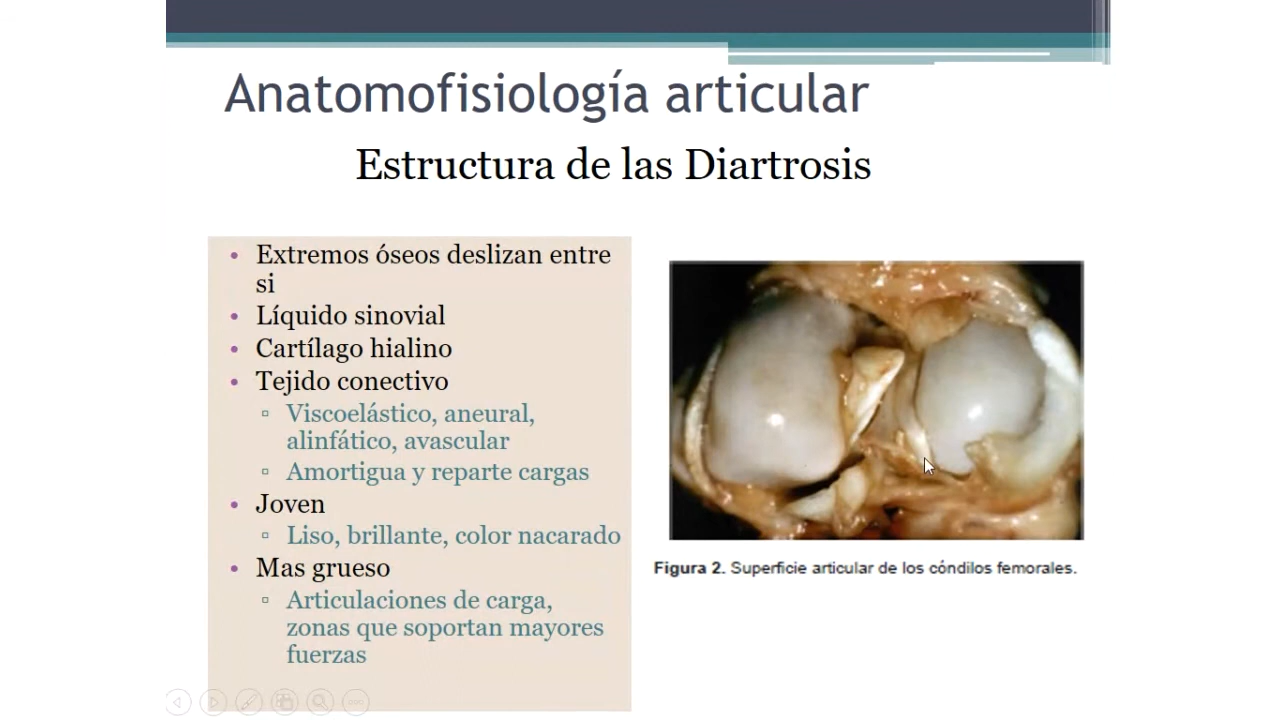 Anatomofisiología articular
Estructura de las Diartrosis
• Extremos óseos deslizan entre
si
• Líquido sinovial
• Cartílago hialino
• Tejido conectivo
▫ Viscoelástico, aneural,
alinfático, avascular
▫ Amortigua y reparte cargas
• Joven
▫ Liso, brillante, color nacarado
• Mas grueso
▫ Articulaciones de carga,
zonas que soportan mayores
fuerzas
Figura 2. Superficie articular de los cóndilos femorales.